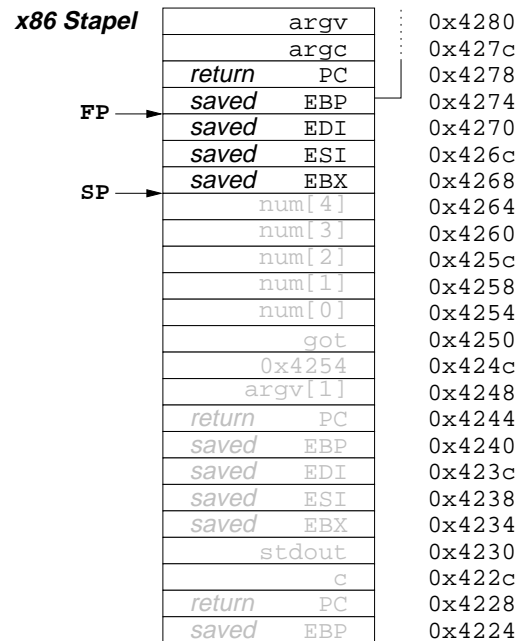 x86 Stapel argv 0x4280
argc 0x427c
return PC 0x4278
saved EBP 0x4274
FP
saved EDI 0x4270
saved ESI 0x426c
saved EBX 0x4268
SP
num[4] 0x4264
num[3] 0x4260
num[2] 0x425c
num[1] 0x4258
num[0] 0x4254
got 0x4250
0x4254 0x424c
argv[1] 0x4248
return PC 0x4244
saved EBP 0x4240
saved EDI 0x423c
saved ESI 0x4238
saved EBX 0x4234
stdout 0x4230
c 0x422c
return PC 0x4228
saved EBP 0x4224